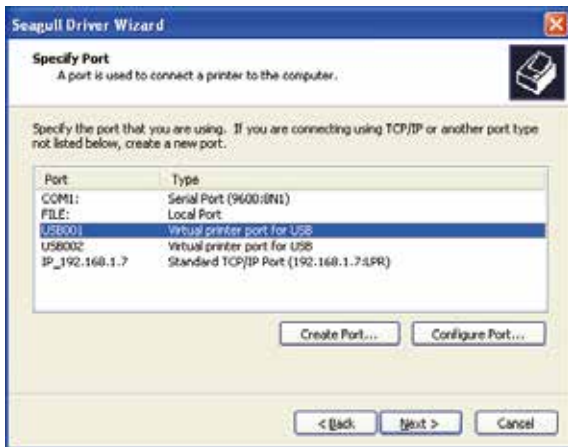 Seagull Driver Wizard
Specify Port
A port is used to connect a printer to the computer.
Specify the port that you are using. If you are connecting using TCP/IP or another port type
not listed below, create a new port.
Port Type
COM1: Serial Port (9600:8N1)
FILE: Local Port
USB001 Virtual printer port for USB
USB002 Virtual printer port for USB
IP_192.168.1.7 Standard TCP/IP Port (192.168.1.7:LPR)
Create Port... Configure Port...
< Back Next > Cancel